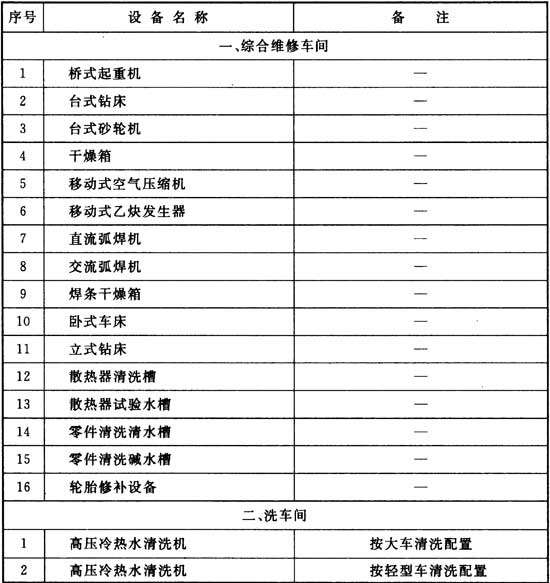 序号 设备名称 备注
一、综合维修车间
1 桥式起重机 —
2 台式钻床 —
3 台式砂轮机 —
4 干燥箱 —
5 移动式空气压缩机 —
6 移动式乙炔发生器 —
7 直流弧焊机 —
8 交流弧焊机 —
9 焊条干燥箱 —
10 卧式车床 —
11 立式钻床 —
12 散热器清洗槽 —
13 散热器试验水槽 —
14 零件清洗清水槽 —
15 零件清洗碱水槽 —
16 轮胎修补设备 —
二、洗车间
1 高压冷热水清洗机 按大车清洗配置
2 高压冷热水清洗机 按轻型车清洗配置